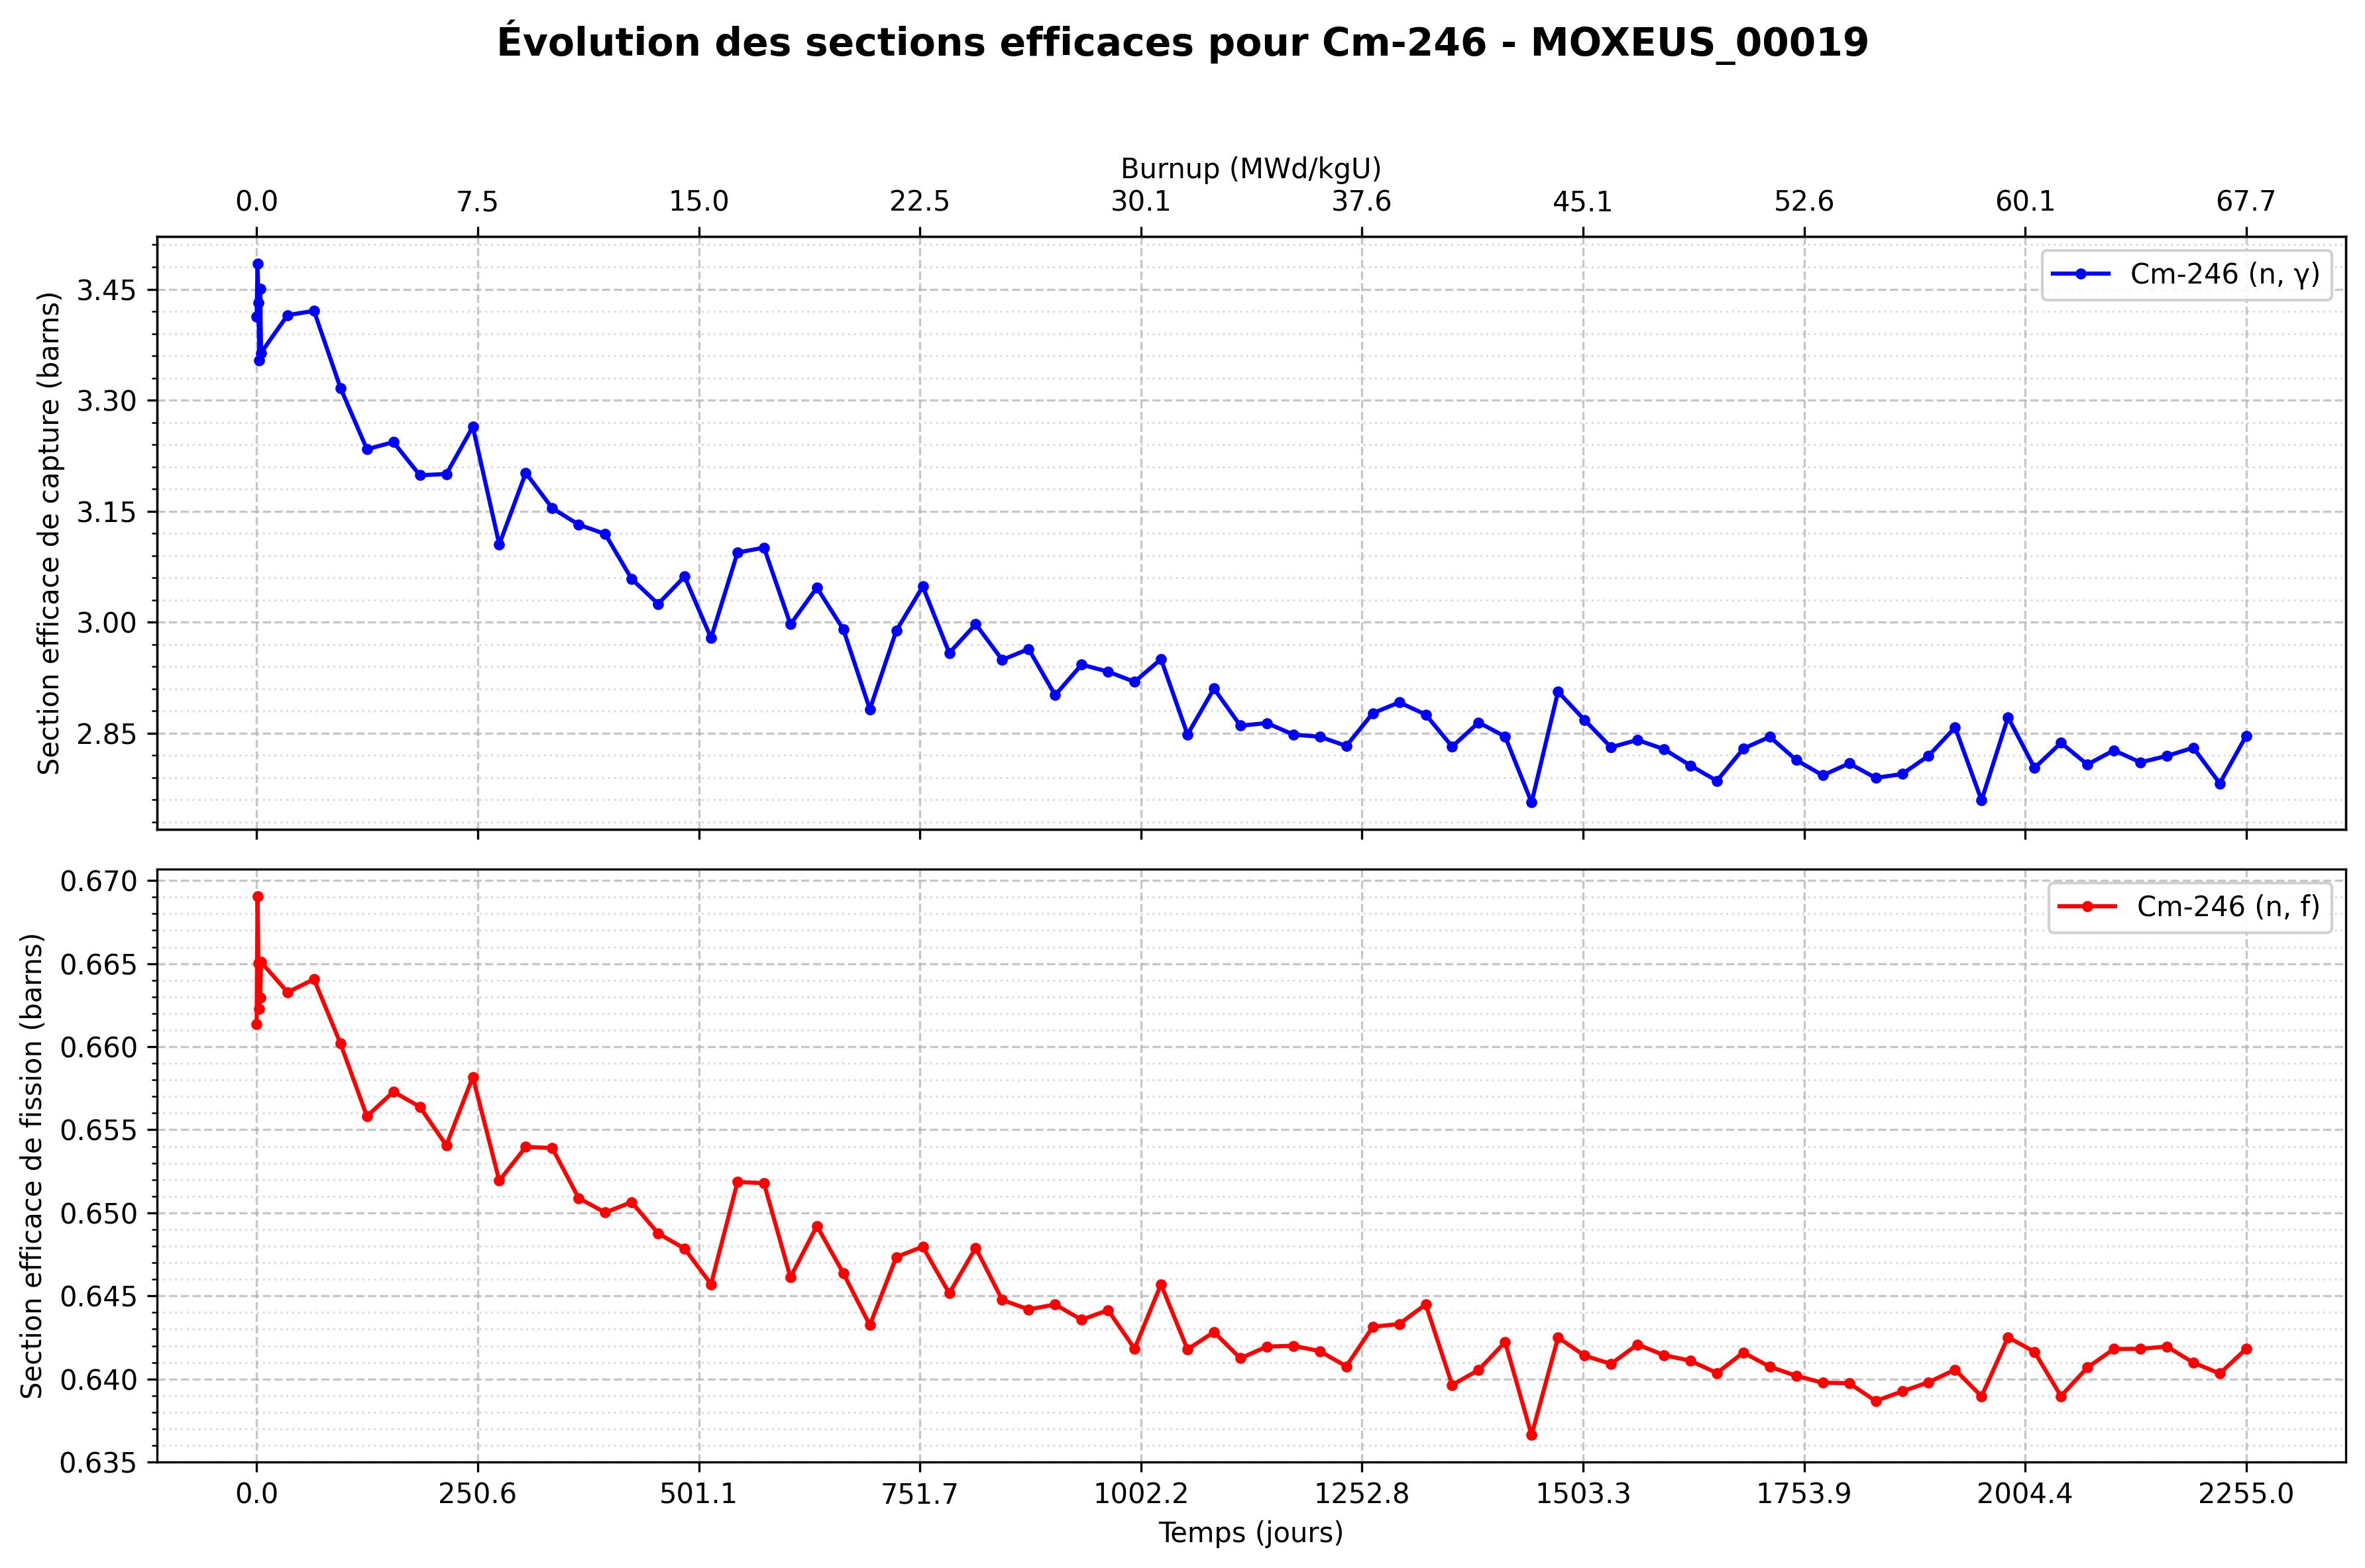 Évolution des sections efficaces pour Cm-246 - MOXEUS_00019
Burnup (MWd/kgU)
0.0 7.5 15.0 22.5 30.1 37.6 45.1 52.6 60.1 67.7
Section efficace de capture (barns)
3.45
3.30
3.15
3.00
2.85
Cm-246 (n, γ)
Section efficace de fission (barns)
0.670
0.665
0.660
0.655
0.650
0.645
0.640
0.635
Cm-246 (n, f)
0.0 250.6 501.1 751.7 1002.2 1252.8 1503.3 1753.9 2004.4 2255.0
Temps (jours)